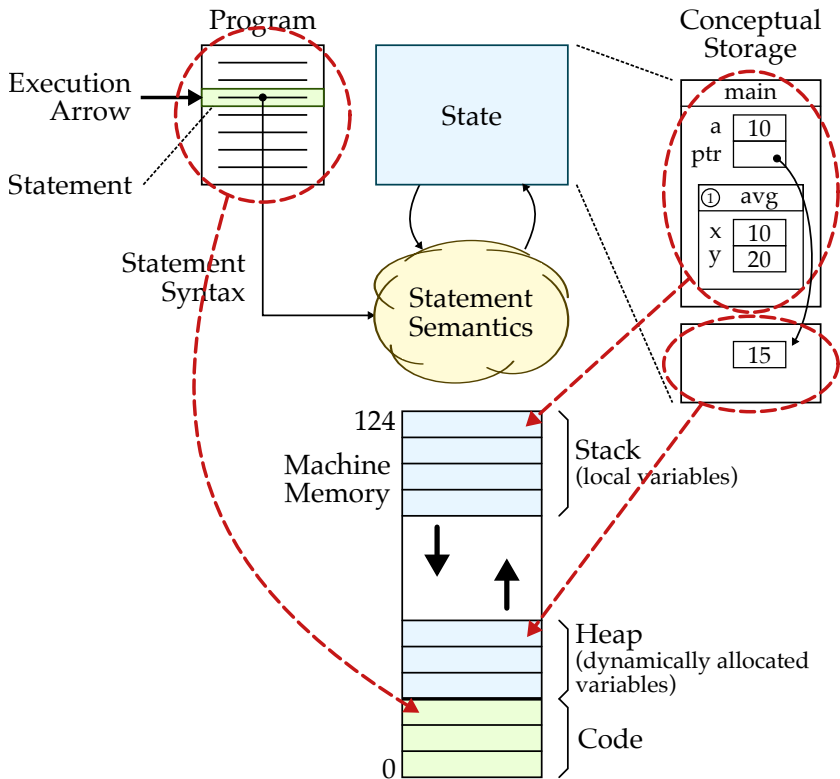 Program
Conceptual
Storage
Execution
Arrow
Statement
State
main
a
10
ptr
1
avg
x
10
y
20
Statement
Syntax
Statement
Semantics
15
124
Machine
Memory
Stack
(local variables)
Heap
(dynamically allocated
variables)
Code
0